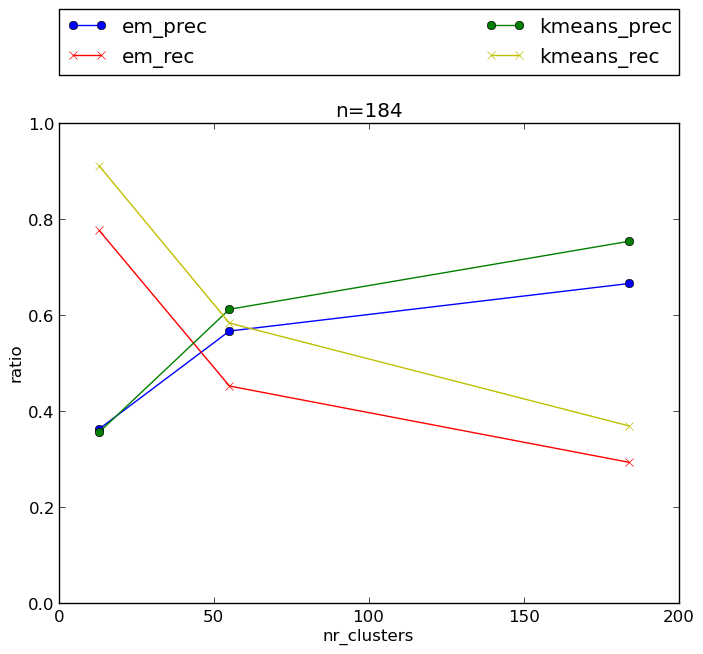 em_prec
em_rec
kmeans_prec
kmeans_rec
n=184
1.0
0.8
0.6
0.4
0.2
0.0
ratio
0 50 100 150 200
nr_clusters